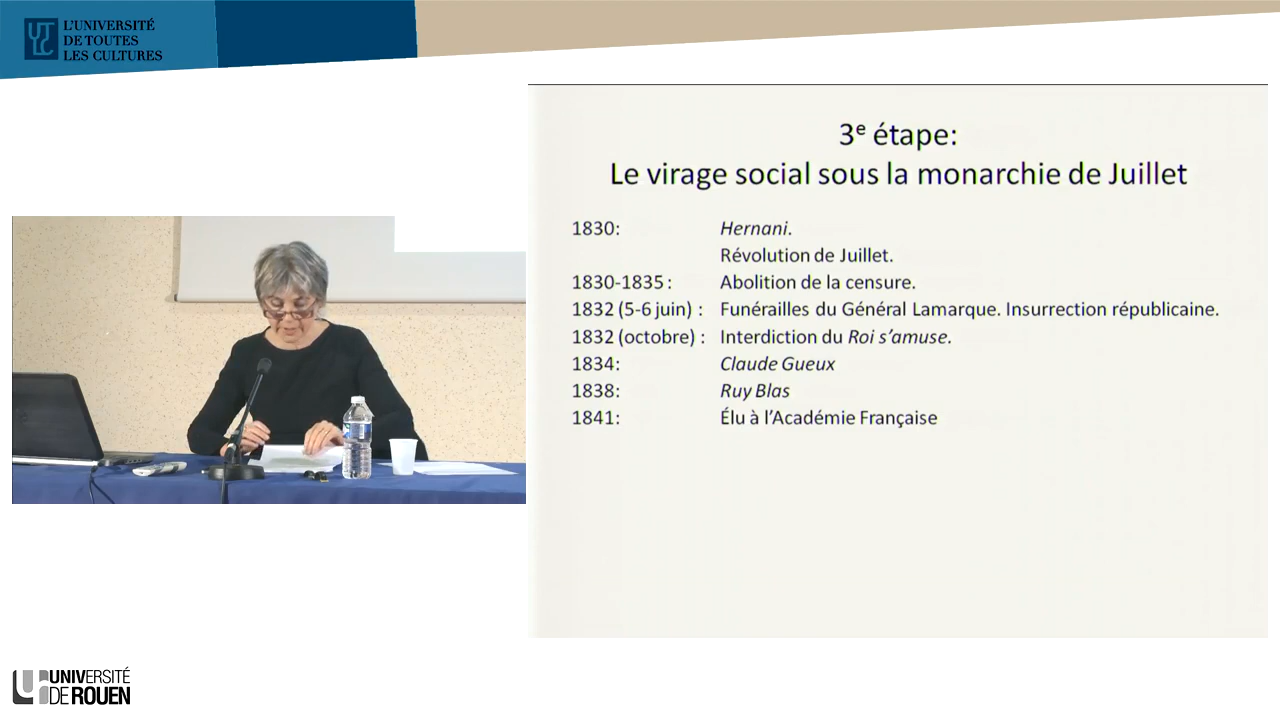 L'UNIVERSITÉ
DE TOUTES
LES CULTURES
3e étape:
Le virage social sous la monarchie de Juillet
1830: Hernani.
Révolution de Juillet.
1830-1835 : Abolition de la censure.
1832 (5-6 juin) : Funérailles du Général Lamarque. Insurrection républicaine.
1832 (octobre) : Interdiction du Roi s'amuse.
1834: Claude Gueux
1838: Ruy Blas
1841: Élu à l'Académie Française
UNIVERSITÉ
DE ROUEN